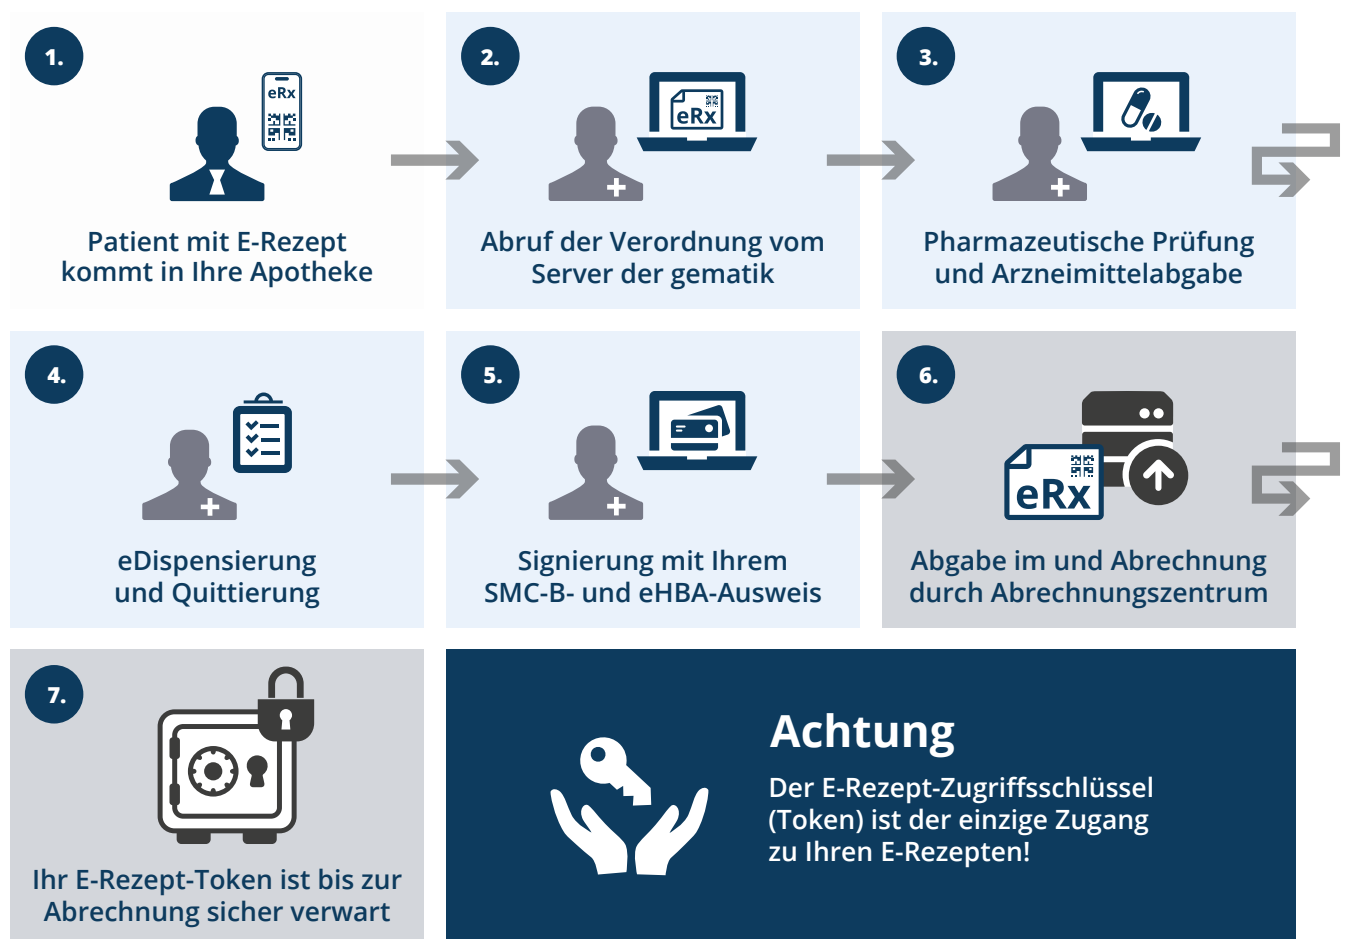 1.
eRx
Patient mit E-Rezept
kommt in Ihre Apotheke
2.
eRx
Abruf der Verordnung vom
Server der gematik
3.
Pharmazeutische Prüfung
und Arzneimittelabgabe
4.
eDispensierung
und Quittierung
5.
Signierung mit Ihrem
SMC-B- und eHBA-Ausweis
6.
eRx
Abgabe im und Abrechnung
durch Abrechnungszentrum
7.
Ihr E-Rezept-Token ist bis zur
Abrechnung sicher verwart
Achtung
Der E-Rezept-Zugriffsschlüssel
(Token) ist der einzige Zugang
zu Ihren E-Rezepten!